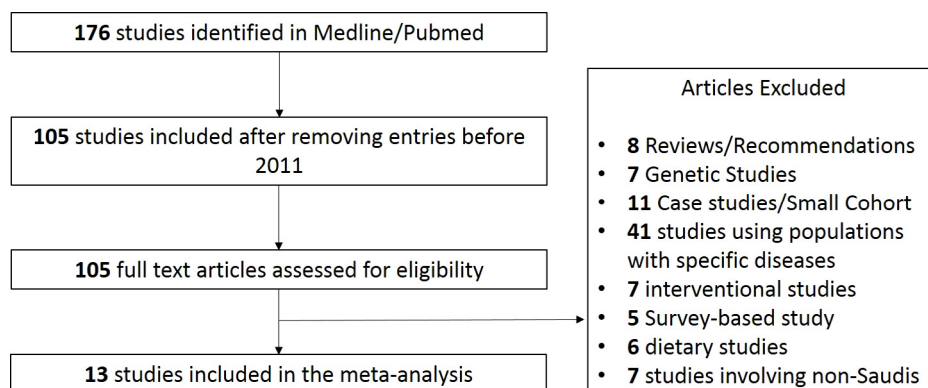 176 studies identified in Medline/Pubmed
105 studies included after removing entries before
2011
105 full text articles assessed for eligibility
13 studies included in the meta-analysis
Articles Excluded
• 8 Reviews/Recommendations
• 7 Genetic Studies
• 11 Case studies/Small Cohort
• 41 studies using populations
with specific diseases
• 7 interventional studies
• 5 Survey-based study
• 6 dietary studies
• 7 studies involving non-Saudis